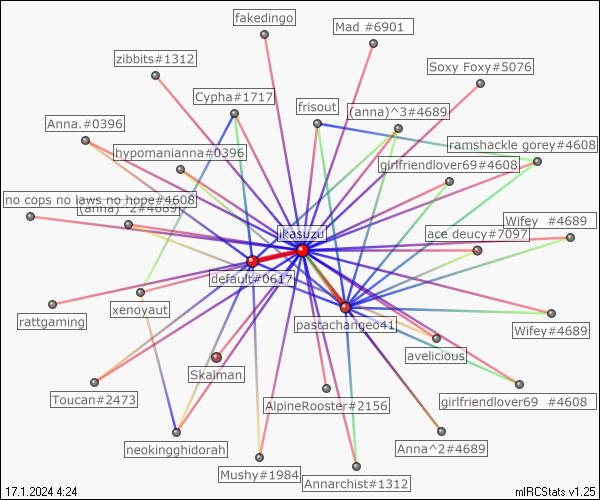 fakedingo
Mad #6901
zibbits#1312
Soxy Foxy#5076
Cypha#1717
frisout
(anna)^3#4689
Anna.#0396
ramshackle gorey#4608
hypomanianna#0396
girlfriendlover69#4608
no cops no laws no hope#4608
(anna)^2#4689
Wifey #4689
ikasuzu
ace deucy#7097
default#0617
xenoyaut
rattgaming
pastachangeo41
Wifey#4689
avelicious
Skalman
Toucan#2473
AlpineRooster#2156
girlfriendlover69 #4608
neokingghidorah
Anna^2#4689
Mushy#1984
Annarchist#1312
17.1.2024 4:24
mIRCStats v1.25